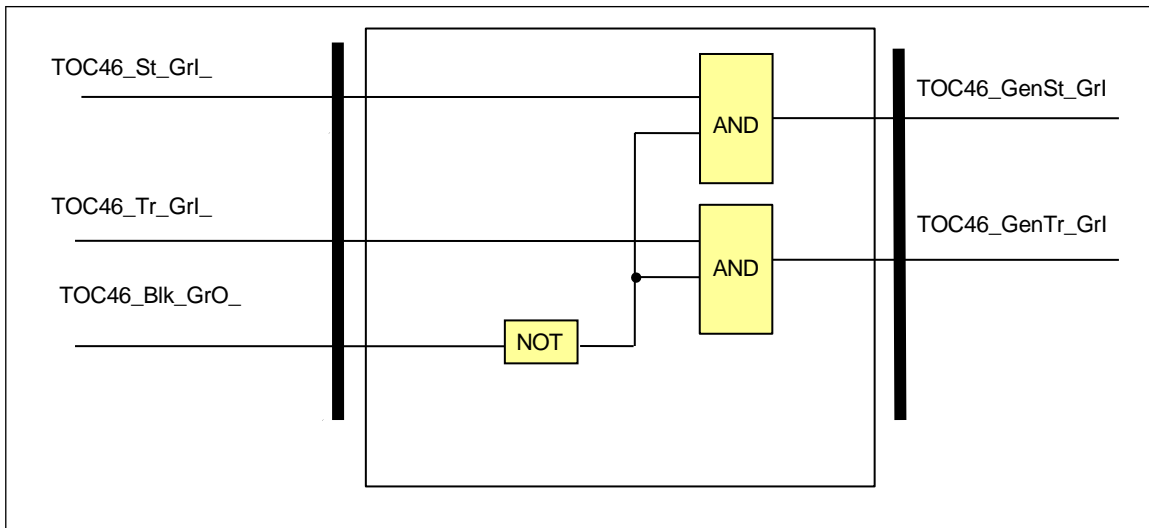 TOC46_St_GrI_
TOC46_GenSt_GrI
AND
TOC46_Tr_GrI_
TOC46_GenTr_GrI
AND
TOC46_Blk_GrO_
NOT